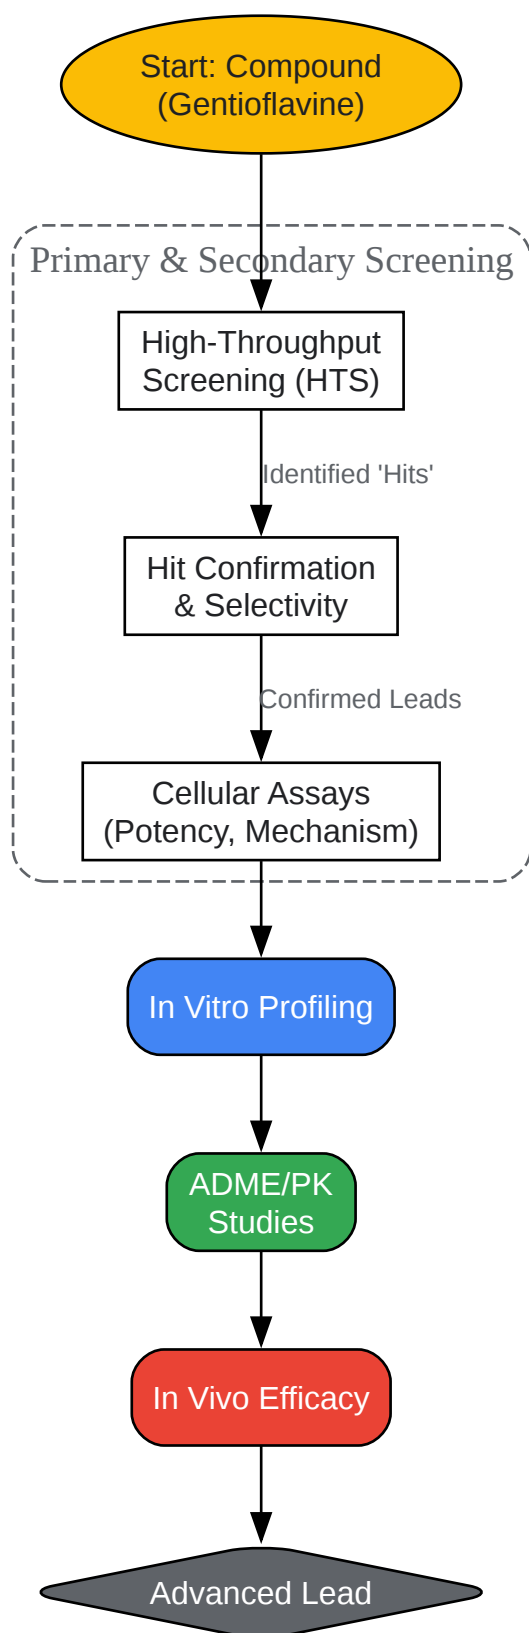 Start: Compound
(Gentioflavine)
Primary & Secondary Screening
High-Throughput
Screening (HTS)
Identified 'Hits'
Hit Confirmation
& Selectivity
Confirmed Leads
Cellular Assays
(Potency, Mechanism)
In Vitro Profiling
ADME/PK
Studies
In Vivo Efficacy
Advanced Lead